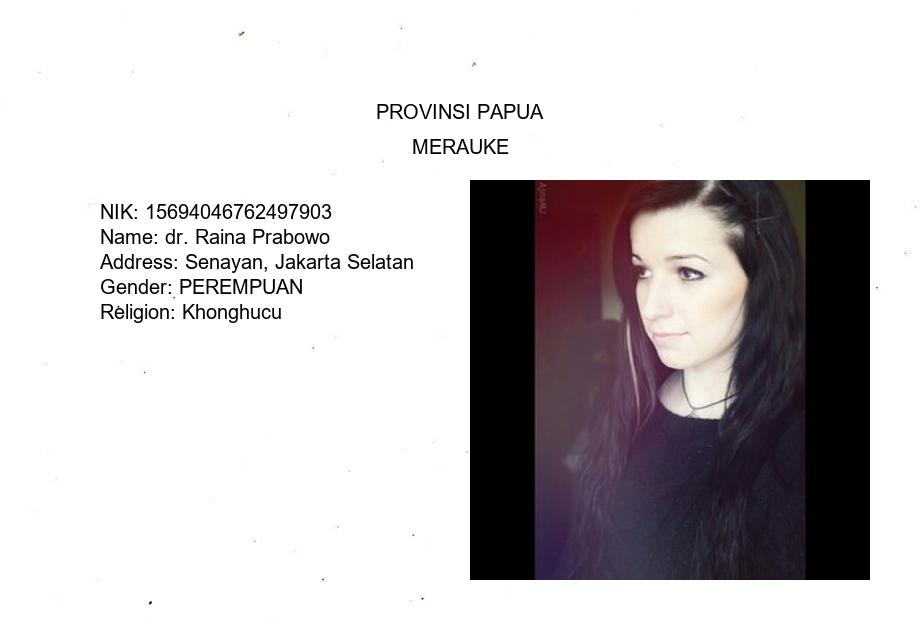 PROVINSI PAPUA
MERAUKE
NIK: 15694046762497903
Name: dr. Raina Prabowo
Address: Senayan, Jakarta Selatan
Gender: PEREMPUAN
Religion: Khonghucu